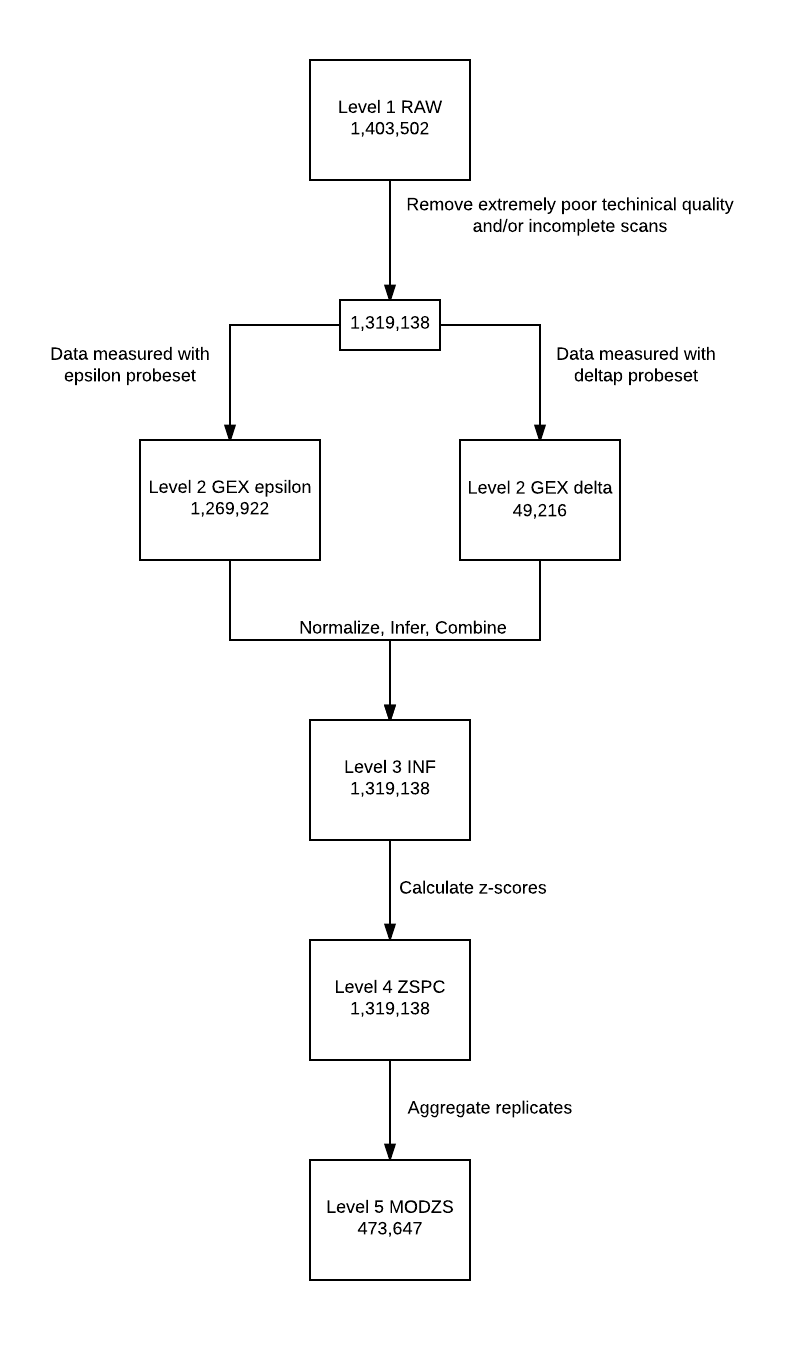 Level 1 RAW
1,403,502
Remove extremely poor techinical quality
and/or incomplete scans
1,319,138
Data measured with
epsilon probeset
Data measured with
deltap probeset
Level 2 GEX epsilon
1,269,922
Level 2 GEX delta
49,216
Normalize, Infer, Combine
Level 3 INF
1,319,138
Calculate z-scores
Level 4 ZSPC
1,319,138
Aggregate replicates
Level 5 MODZS
473,647